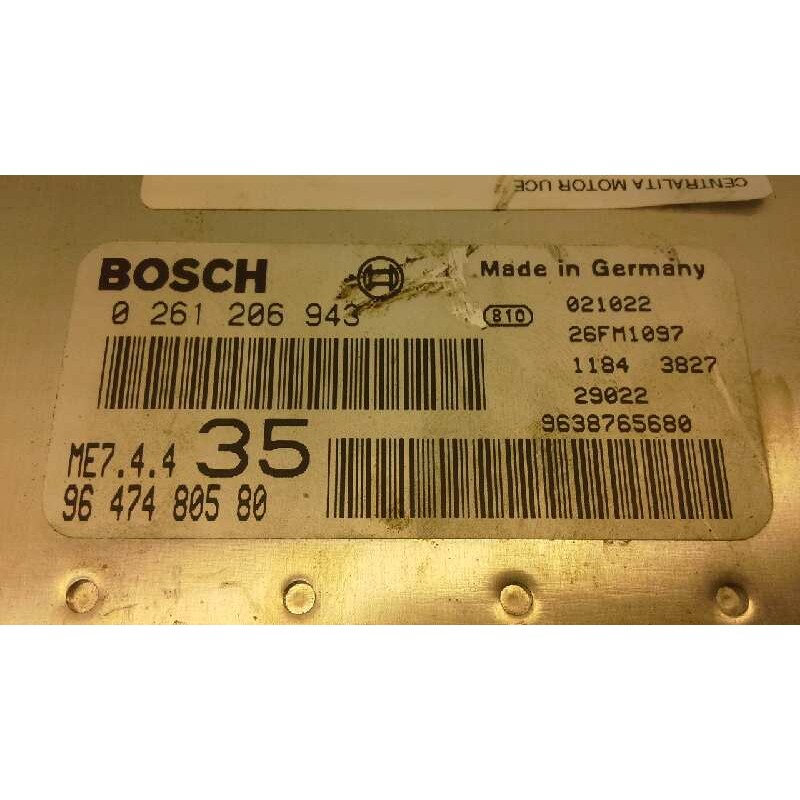 CENTRALITA MOTOR UCE
BOSCH
Made in Germany
0 261 206 943
810
021022
26FM1097
1184 3827
29022
9638765680
ME7.4.4 35
96 474 805 80